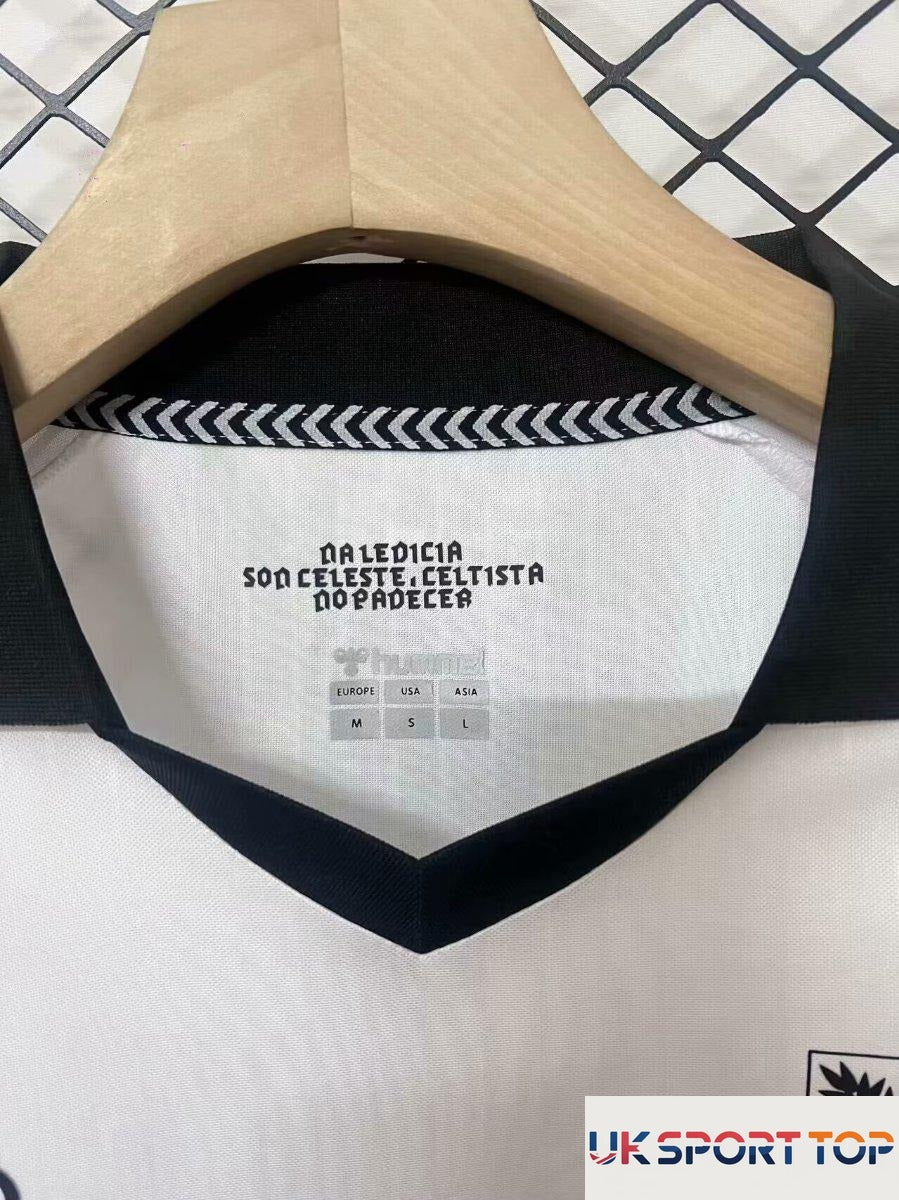 NA LEDICIA
SON CELESTE, CELTISTA
NO PADECER
hummel
EUROPE USA ASIA
M S L
UK SPORT TOP